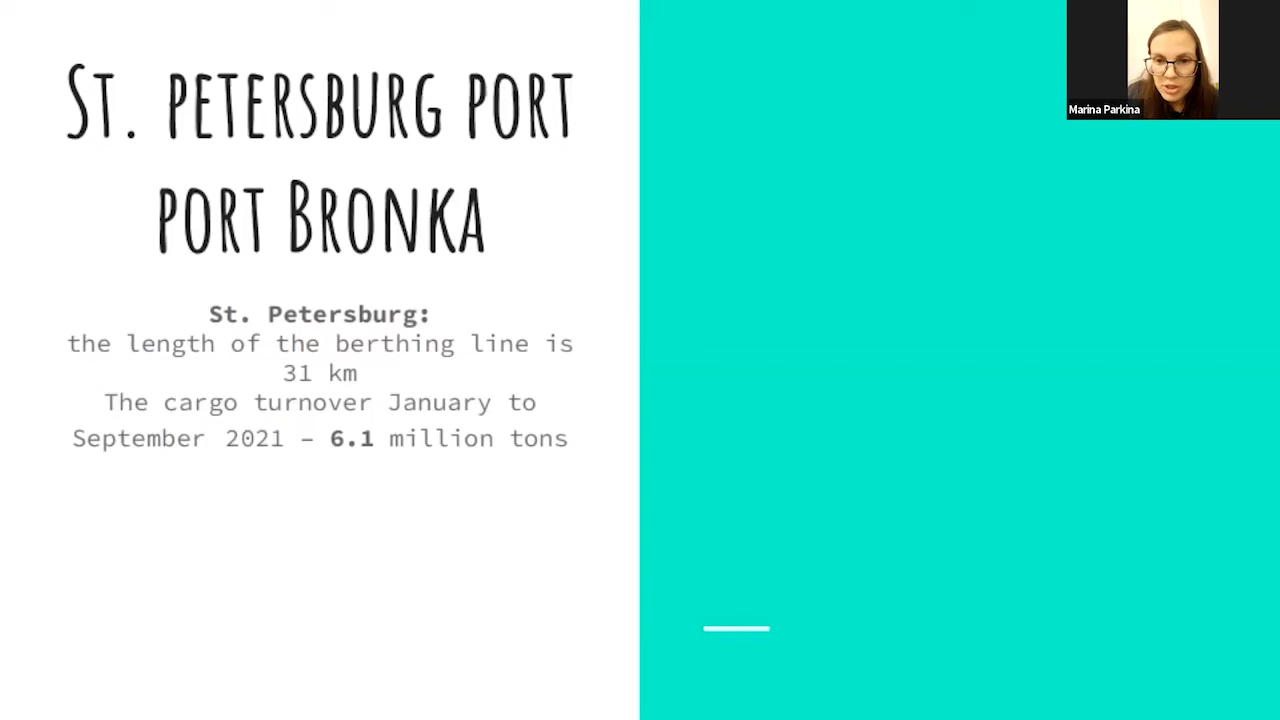 St. petersburg port
port Bronka
St. Petersburg:
the length of the berthing line is
31 km
The cargo turnover January to
September 2021 – 6.1 million tons
Marina Parkina